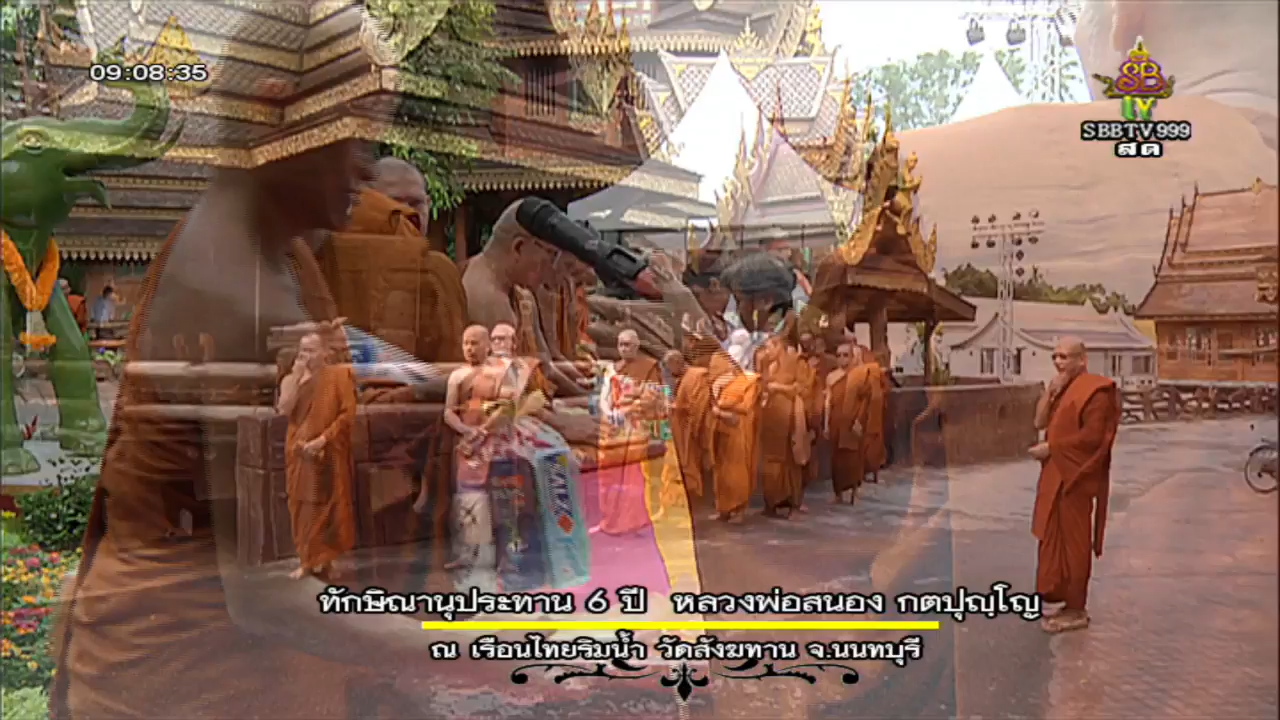 09:08:35
SB
TV
SBBTV.999
สด
ทักษิณานุประทาน 6 ปี หลวงพ่อสนอง กตปุญฺโญ
ณ เรือนไทยริมน้ำ วัดสังฆทาน จ.นนทบุรี